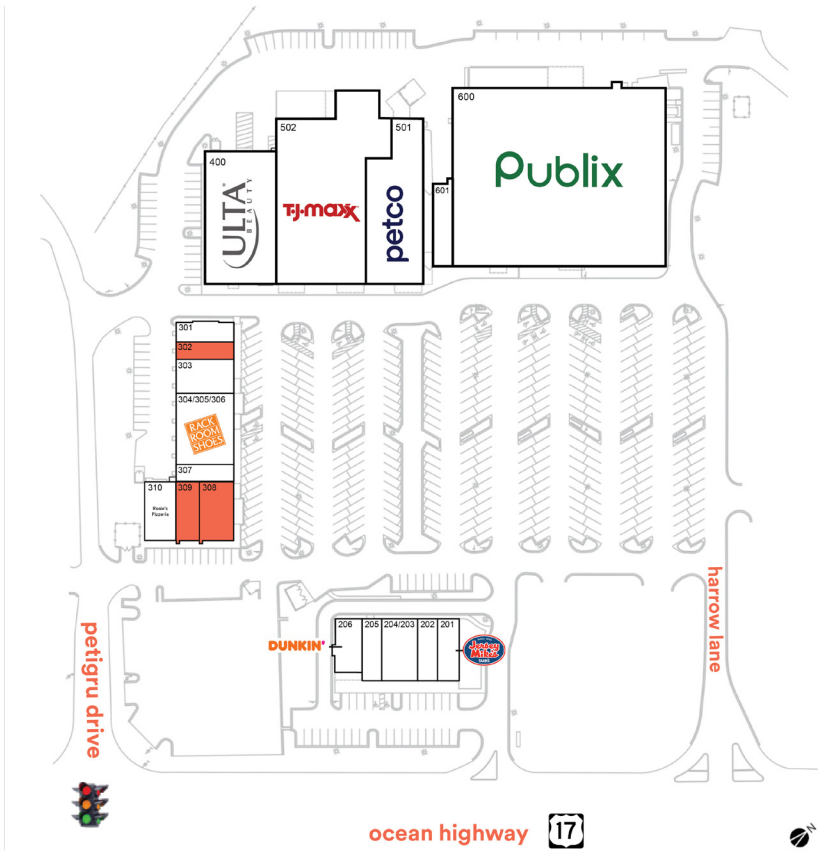 600
Publix
502
501
400
ULTA
BEAUTY
T·J·maxx
petco
601
301
302
303
304/305/306
RACK
ROOM
SHOES
307
310
309
308
Rosie's
Pizzeria
206
205
204/203
202
201
DUNKIN'
Jersey
Mike's
SUBS
petigru drive
harrow lane
ocean highway
17
N